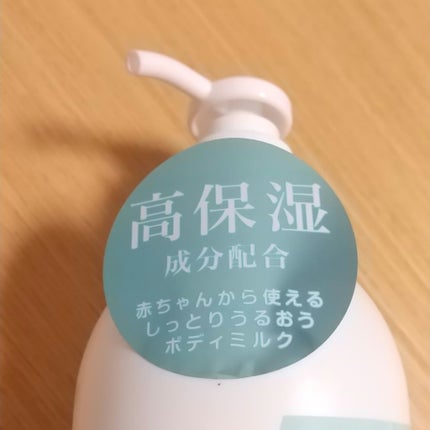 高保湿
成分配合
赤ちゃんから使える
しっとりうるおう
ボディミルク